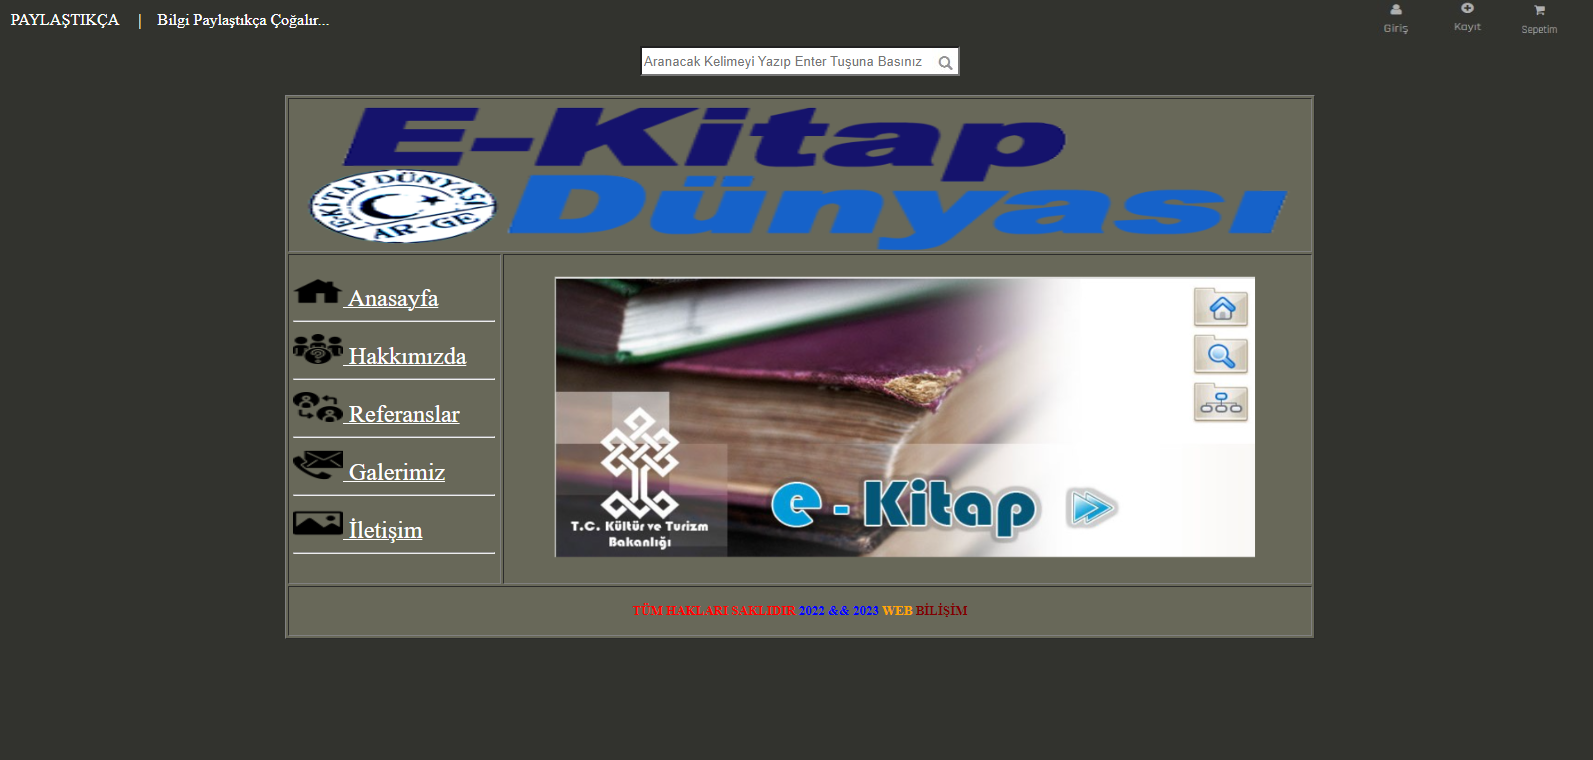 PAYLAŞTIKÇA | Bilgi Paylaştıkça Çoğalır...
Giriş
Kayıt
Sepetim
Aranacak Kelimeyi Yazıp Enter Tuşuna Basınız
E-Kitap
Dünyası
E-KİTAP DÜNYASI
AR-GE
Anasayfa
Hakkımızda
Referanslar
Galerimiz
İletişim
T.C. Kültür ve Turizm
Bakanlığı
e - Kitap
TÜM HAKLARI SAKLIDIR 2022 && 2023 WEB BİLİŞİM